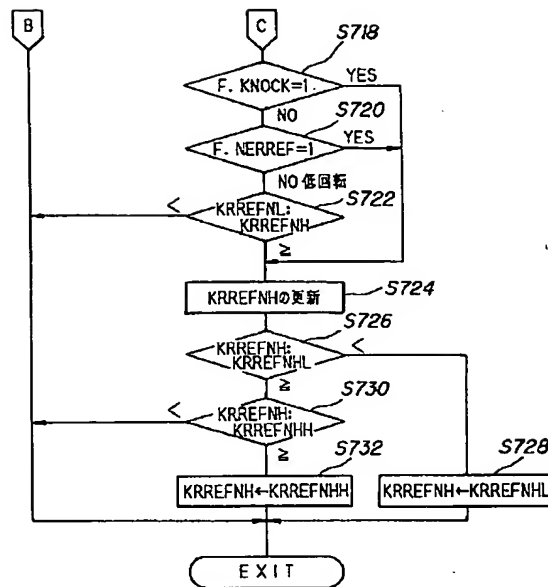 B
C
S718
F. KNOCK=1
YES
NO
S720
F. NERREF=1
YES
NO 低回転
S722
<
KRREFNL:
KRREFNH
≥
KRREFNHの更新
S724
S726
KRREFNH:
KRREFNHL
<
≥
S730
<
KRREFNH:
KRREFNHH
≥
S732
S728
KRREFNH←KRREFNHH
KRREFNH←KRREFNHL
EXIT